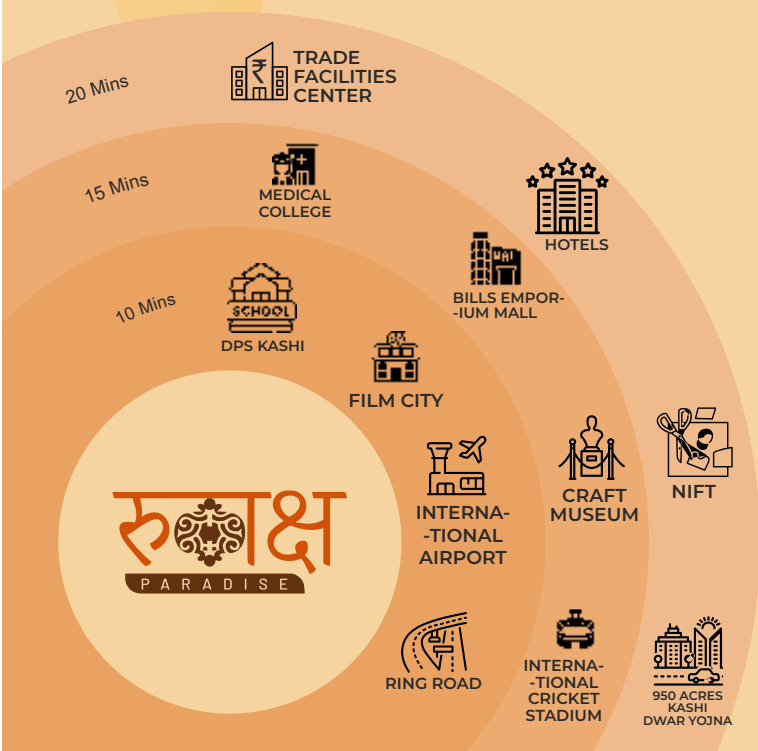 20 Mins
TRADE
FACILITIES
CENTER
15 Mins
MEDICAL
COLLEGE
HOTELS
BILLS EMPOR-
-IUM MALL
10 Mins
SCHOOL
DPS KASHI
FILM CITY
INTERNA-
-TIONAL
AIRPORT
CRAFT
MUSEUM
NIFT
रुद्राक्ष
PARADISE
RING ROAD
INTERNA-
-TIONAL
CRICKET
STADIUM
950 ACRES
KASHI
DWAR YOJNA